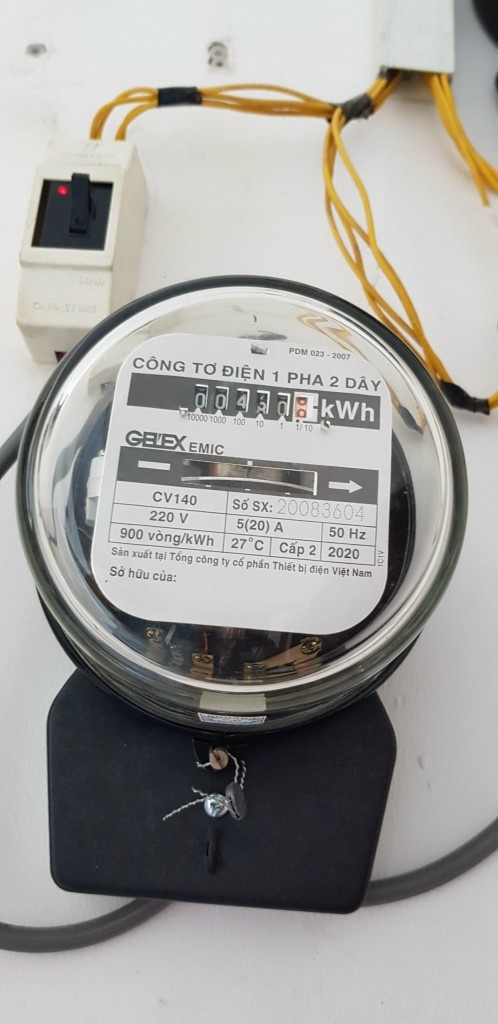 LOAD
PDM 023 - 2007
CÔNG TƠ ĐIỆN 1 PHA 2 DÂY
kWh
10000 1000 100 10 1 1/10
GELEX EMIC
CV140
Số SX: 20083604
220 V
5(20) A
50 Hz
900 vòng/kWh
27°C
Cấp 2
2020
Sản xuất tại Tổng công ty cổ phần Thiết bị điện Việt Nam
1C1V
Sở hữu của: